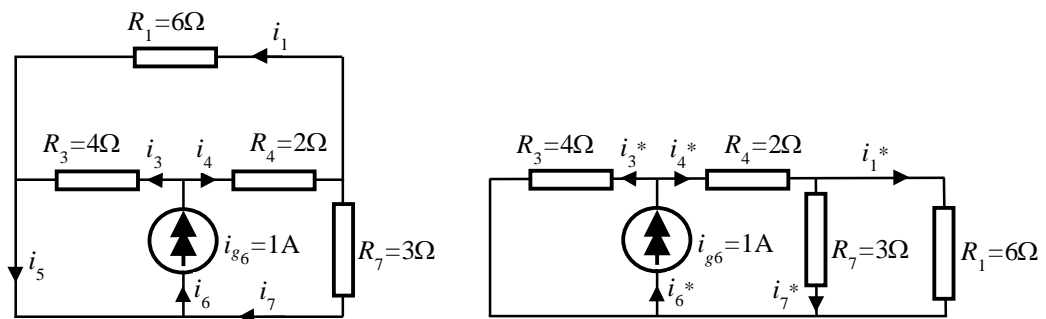 R1=6Ω
i1
R3=4Ω
i3
i4
R4=2Ω
ig6=1A
R7=3Ω
i5
i6
i7
R3=4Ω
i3*
i4*
R4=2Ω
i1*
ig6=1A
R7=3Ω
R1=6Ω
i6*
i7*